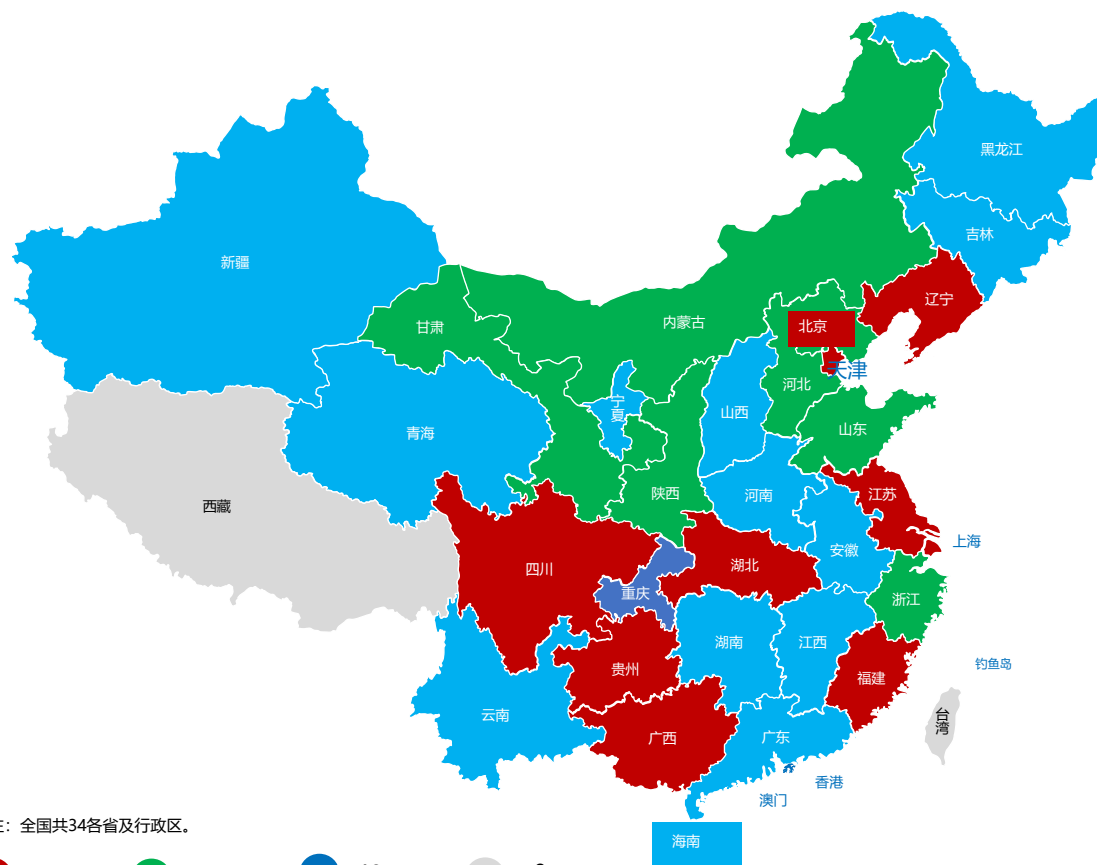 黑龙江
吉林
新疆
辽宁
内蒙古
北京
甘肃
天津
河北
宁夏
山西
青海
山东
陕西
河南
江苏
西藏
上海
安徽
湖北
四川
重庆
浙江
湖南
江西
钓鱼岛
贵州
福建
云南
台湾
广西
广东
香港
澳门
：全国共34各省及行政区。
海南